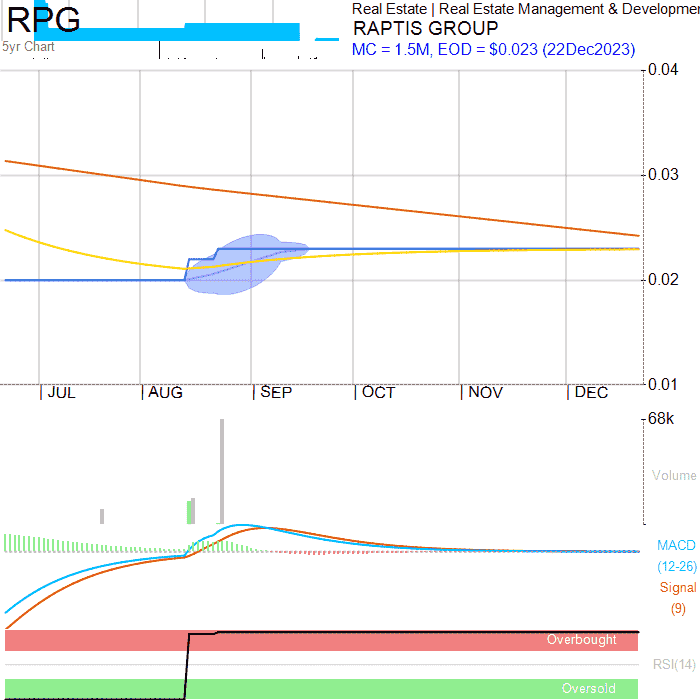 RPG
5yr Chart
Real Estate | Real Estate Management & Developmen
RAPTIS GROUP
MC = 1.5M, EOD = $0.023 (22Dec2023)
0.04
0.03
0.02
0.01
JUL AUG SEP OCT NOV DEC
68k
Volume
MACD
(12-26)
Signal
(9)
Overbought
RSI(14)
Oversold